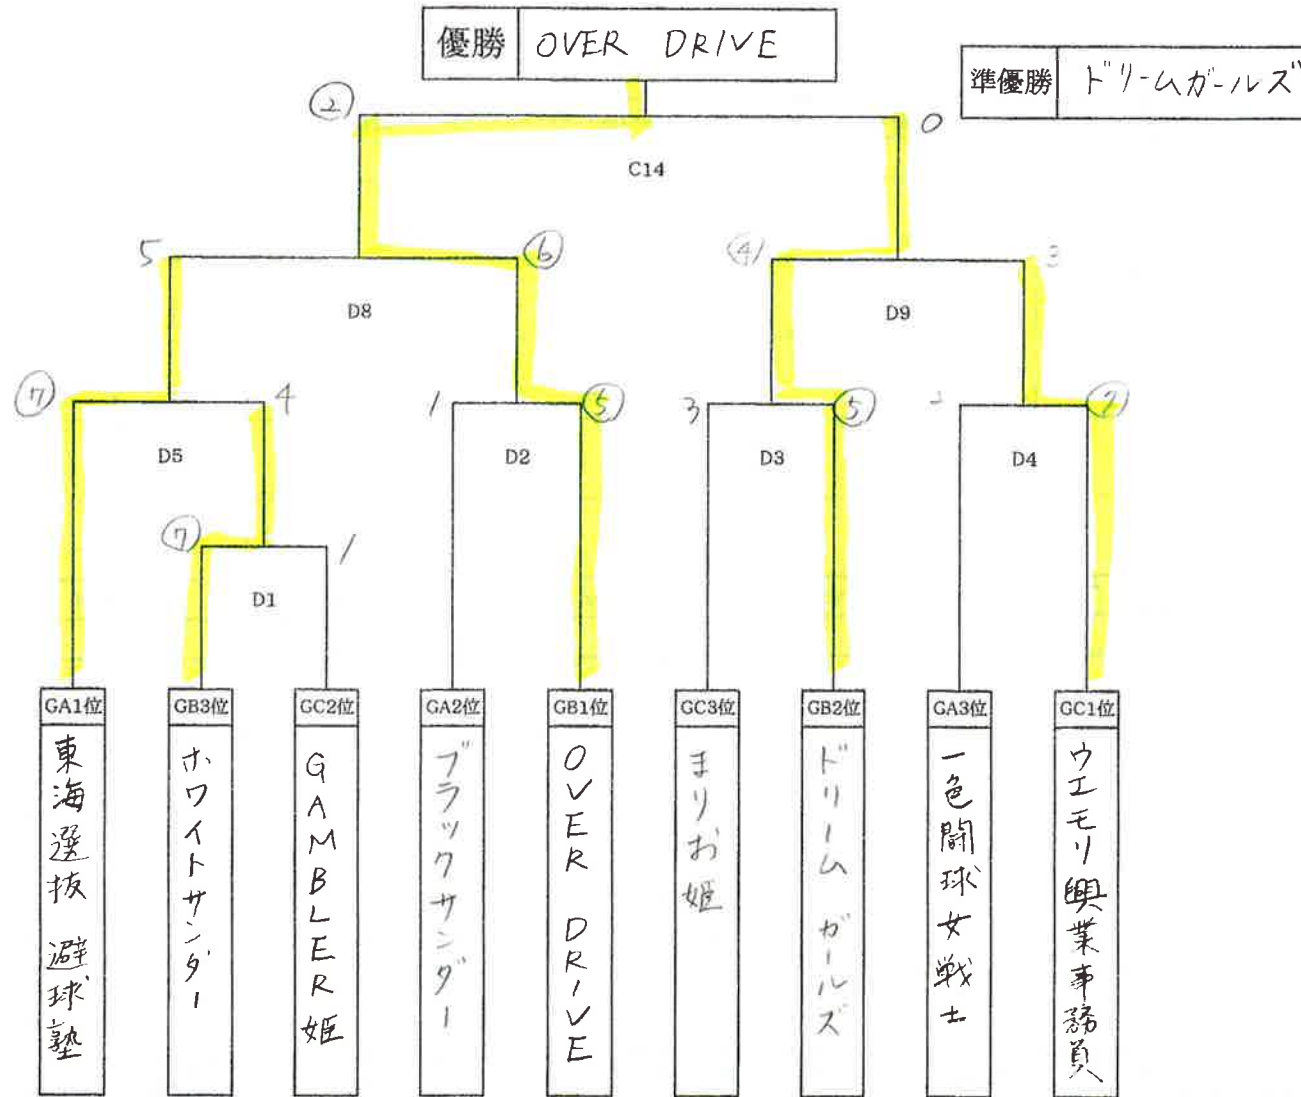 優勝 OVER DRIVE
準優勝 ドリームガールズ
② 0
C14
5 ⑥ ④ 3
D8 D9
⑦ 4 1 ⑤ 3 ⑤
D5 D2 D3 D4
⑦ 1
D1
GA1位 GB3位 GC2位 GA2位 GB1位 GC3位 GB2位 GA3位 GC1位
東海選抜 避球塾
ホワイトサンダー
GAMBLER姫
ブラックサンダー
OVER DRIVE
まりお姫
ドリーム ガールズ
一色闘球女戦士
ウエモリ興業事務員